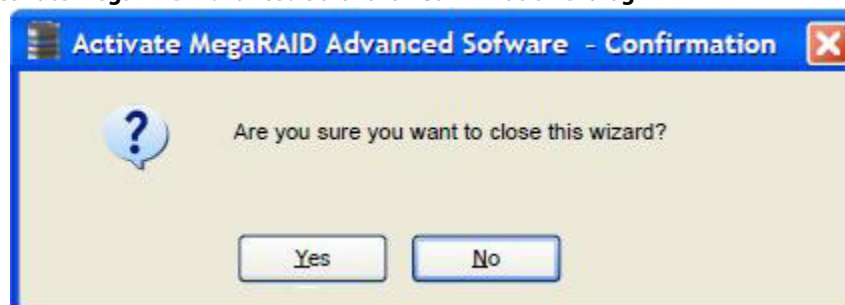 Activate MegaRAID Advanced Sofware - Confirmation
Are you sure you want to close this wizard?
Yes No